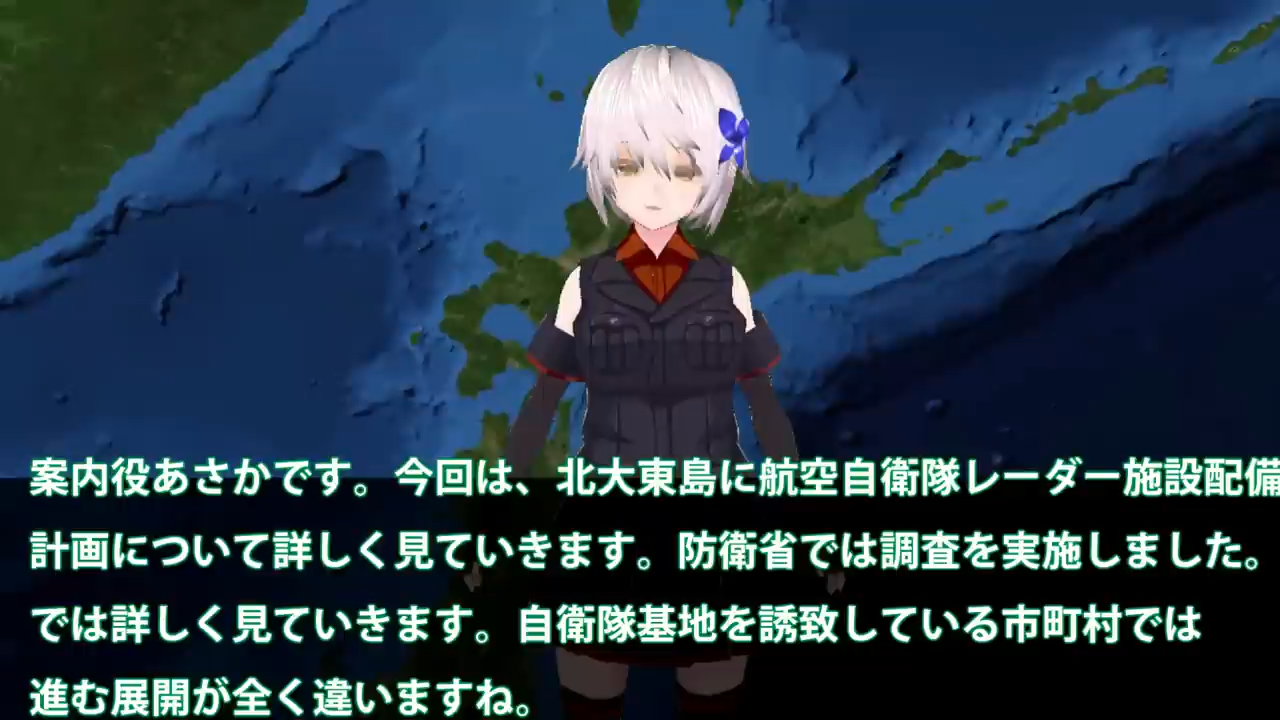 案内役あさかです。今回は、北大東島に航空自衛隊レーダー施設配備
計画について詳しく見ていきます。防衛省では調査を実施しました。
では詳しく見ていきます。自衛隊基地を誘致している市町村では
進む展開が全く違いますね。